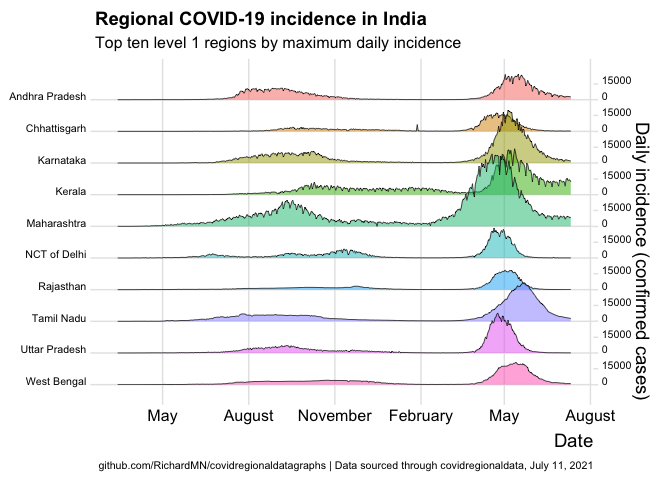 Regional COVID-19 incidence in India
Top ten level 1 regions by maximum daily incidence
Andhra Pradesh
Chhattisgarh
Karnataka
Kerala
Maharashtra
NCT of Delhi
Rajasthan
Tamil Nadu
Uttar Pradesh
West Bengal
15000
0
15000
0
15000
0
15000
0
15000
0
15000
0
15000
0
15000
0
15000
0
15000
0
Daily incidence (confirmed cases)
May August November February May August
Date
github.com/RichardMN/covidregionaldatagraphs | Data sourced through covidregionaldata, July 11, 2021